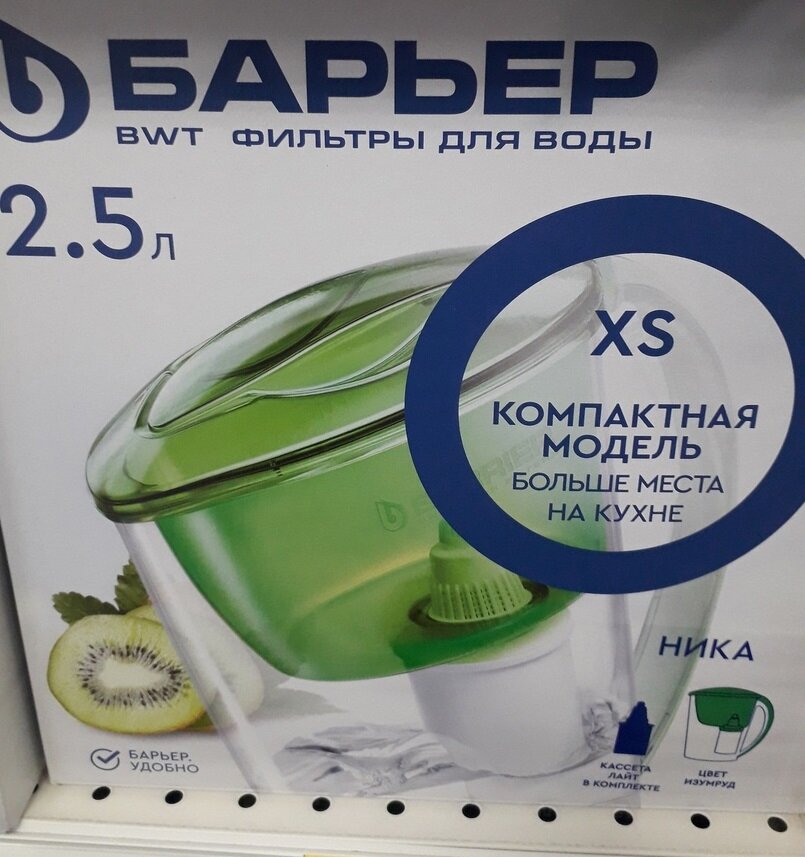 БАРЬЕР
BWT ФИЛЬТРЫ ДЛЯ ВОДЫ
2.5л
XS
КОМПАКТНАЯ
МОДЕЛЬ
БОЛЬШЕ МЕСТА
НА КУХНЕ
НИКА
БАРЬЕР.
УДОБНО
КАССЕТА
ЛАЙТ
В КОМПЛЕКТЕ
ЦВЕТ
ИЗУМРУД